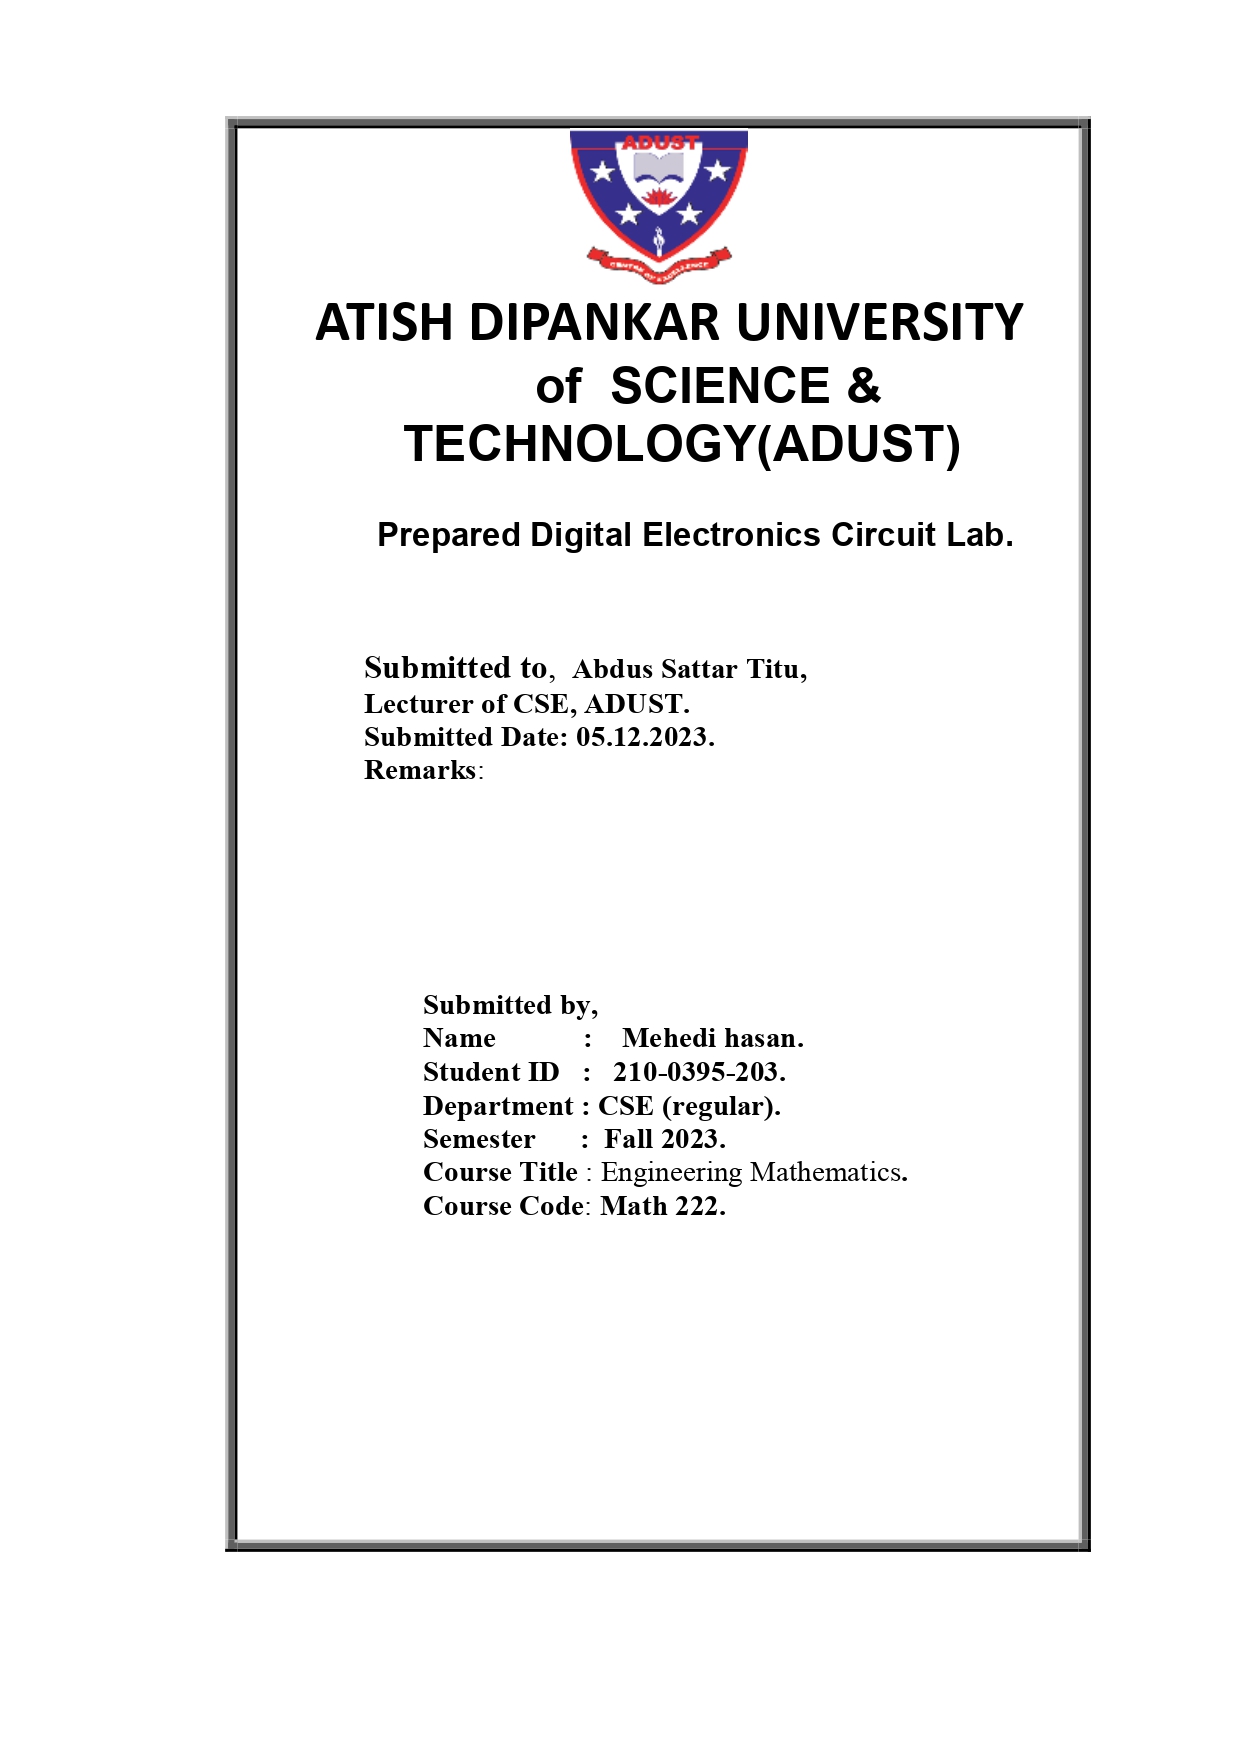 ADUST
CENTRE OF EXCELLENCE
ATISH DIPANKAR UNIVERSITY
of SCIENCE &
TECHNOLOGY(ADUST)
Prepared Digital Electronics Circuit Lab.
Submitted to, Abdus Sattar Titu,
Lecturer of CSE, ADUST.
Submitted Date: 05.12.2023.
Remarks:
Submitted by,
Name : Mehedi hasan.
Student ID : 210-0395-203.
Department : CSE (regular).
Semester : Fall 2023.
Course Title : Engineering Mathematics.
Course Code: Math 222.